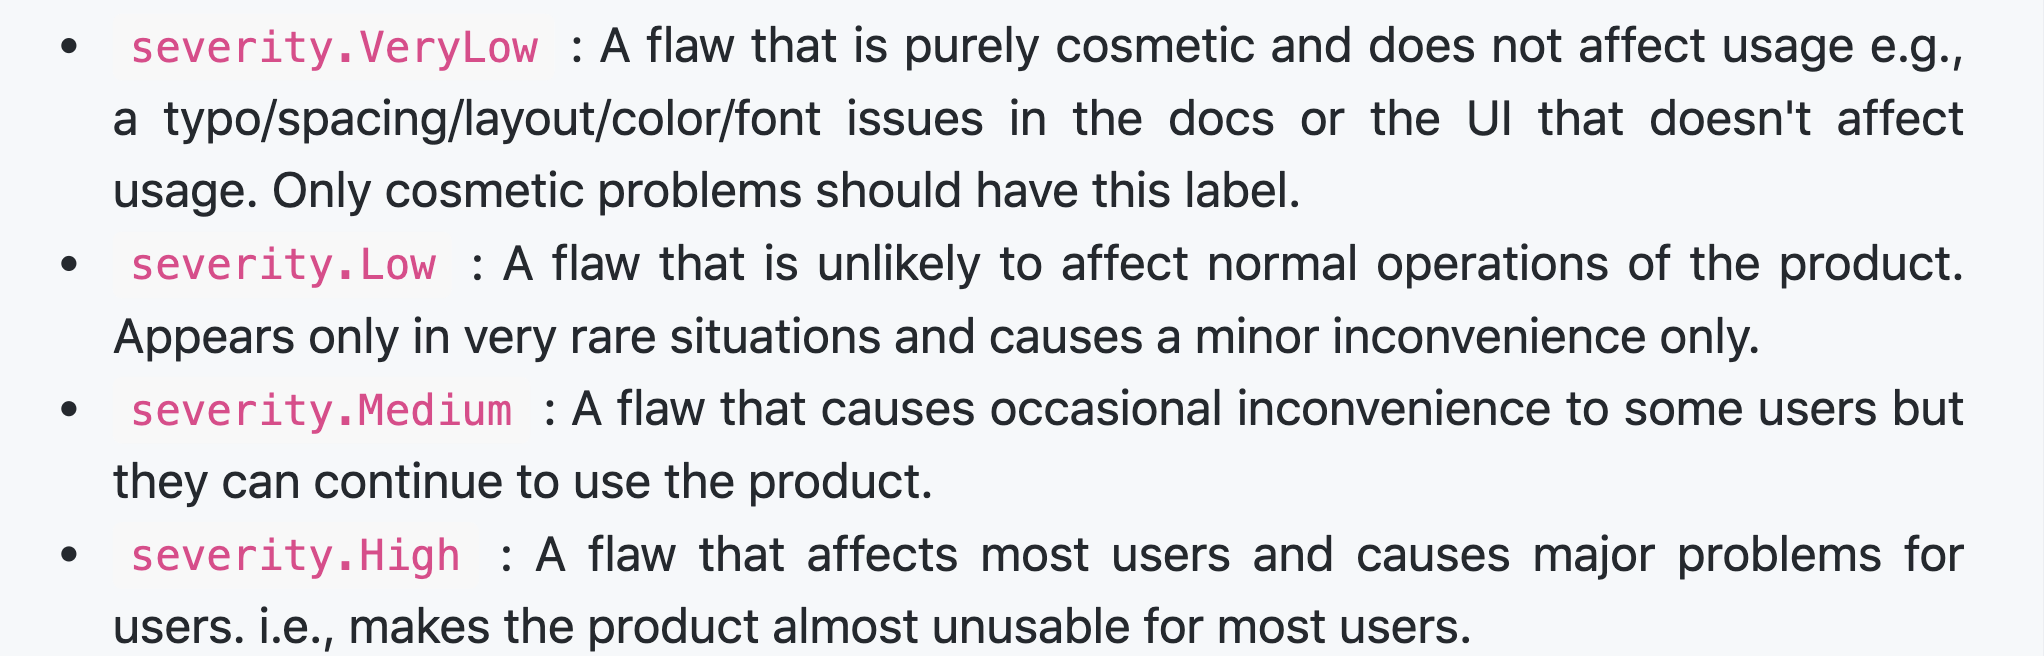 • severity.VeryLow : A flaw that is purely cosmetic and does not affect usage e.g.,
a typo/spacing/layout/color/font issues in the docs or the UI that doesn't affect
usage. Only cosmetic problems should have this label.
• severity.Low : A flaw that is unlikely to affect normal operations of the product.
Appears only in very rare situations and causes a minor inconvenience only.
• severity.Medium : A flaw that causes occasional inconvenience to some users but
they can continue to use the product.
• severity.High : A flaw that affects most users and causes major problems for
users. i.e., makes the product almost unusable for most users.